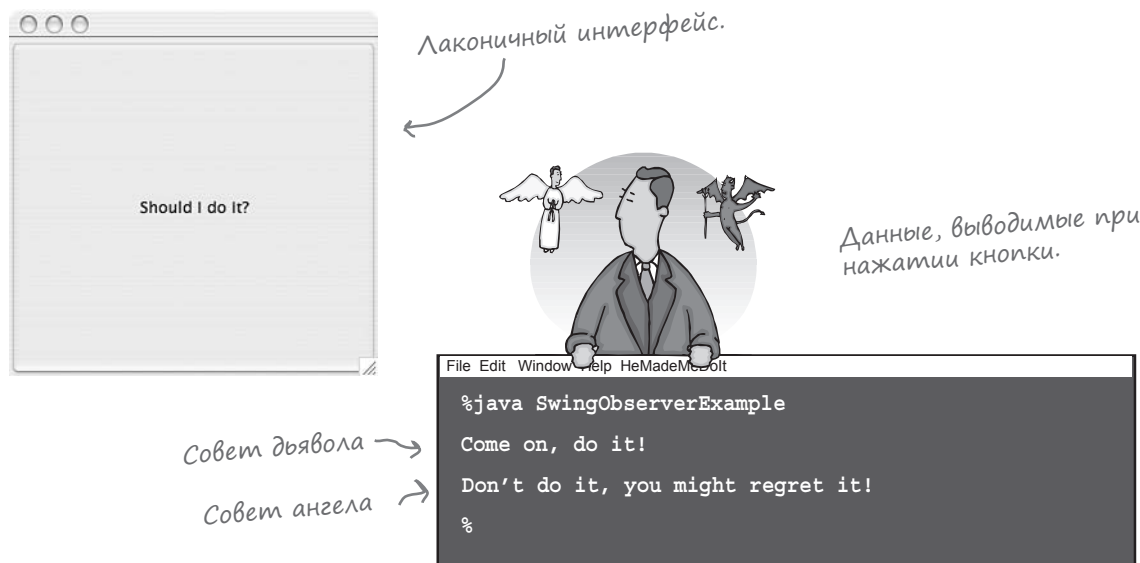 Лаконичный интерфейс.
Should I do it?
Данные, выводимые при
нажатии кнопки.
File Edit Window Help HeMadeMeDoIt
%java SwingObserverExample
Совет дьявола
Come on, do it!
Совет ангела
Don't do it, you might regret it!
%